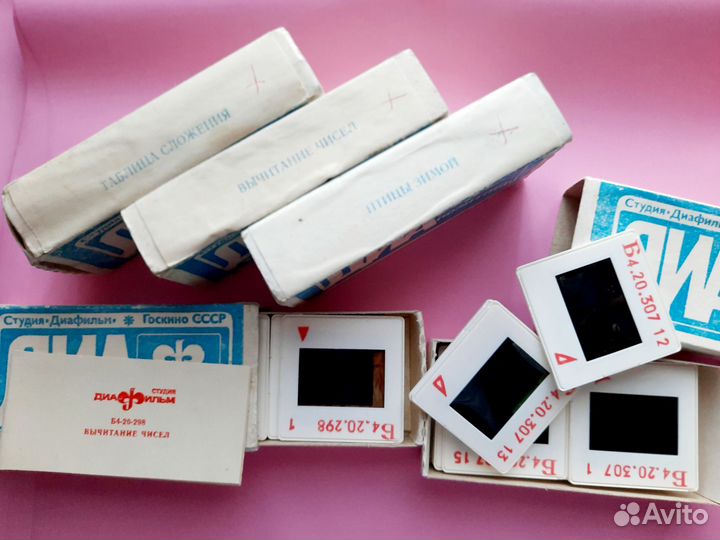 ТАБЛИЦА СЛОЖЕНИЯ
ВЫЧИТАНИЕ ЧИСЕЛ
ПТИЦЫ ЗИМОЙ
Студия•Диафильм•
Студия•Диафильм• Госкино СССР
СТУДИЯ
ДИАФИЛЬМ
Б4-20-298
ВЫЧИТАНИЕ ЧИСЕЛ
Б4.20.298
1
Б4.20.307 12
Б4.20.307 13
15
Б4.20.307 1
Avito